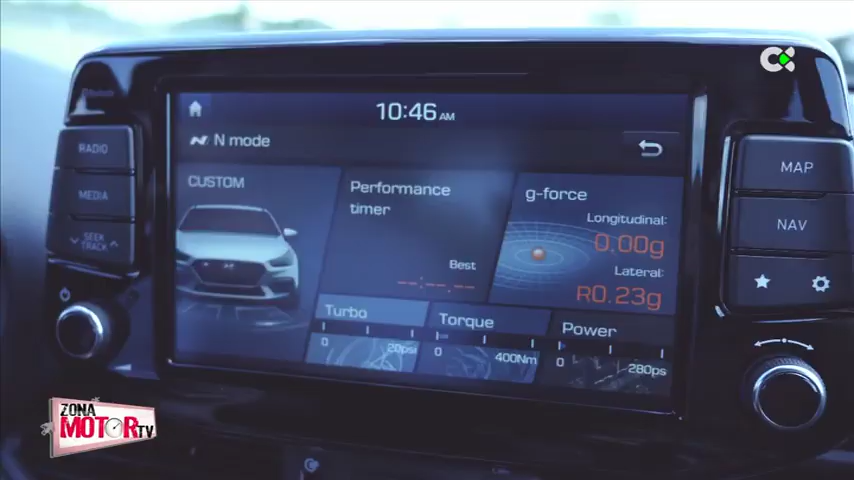 10:46 AM
N mode
RADIO
MEDIA
SEEK
TRACK
CUSTOM
Performance
timer
Best
--:--.--
g-force
Longitudinal:
0.00g
Lateral:
R0.23g
Turbo
0 20psi
Torque
0 400Nm
Power
0 280ps
MAP
NAV
ZONA
MOTOR TV